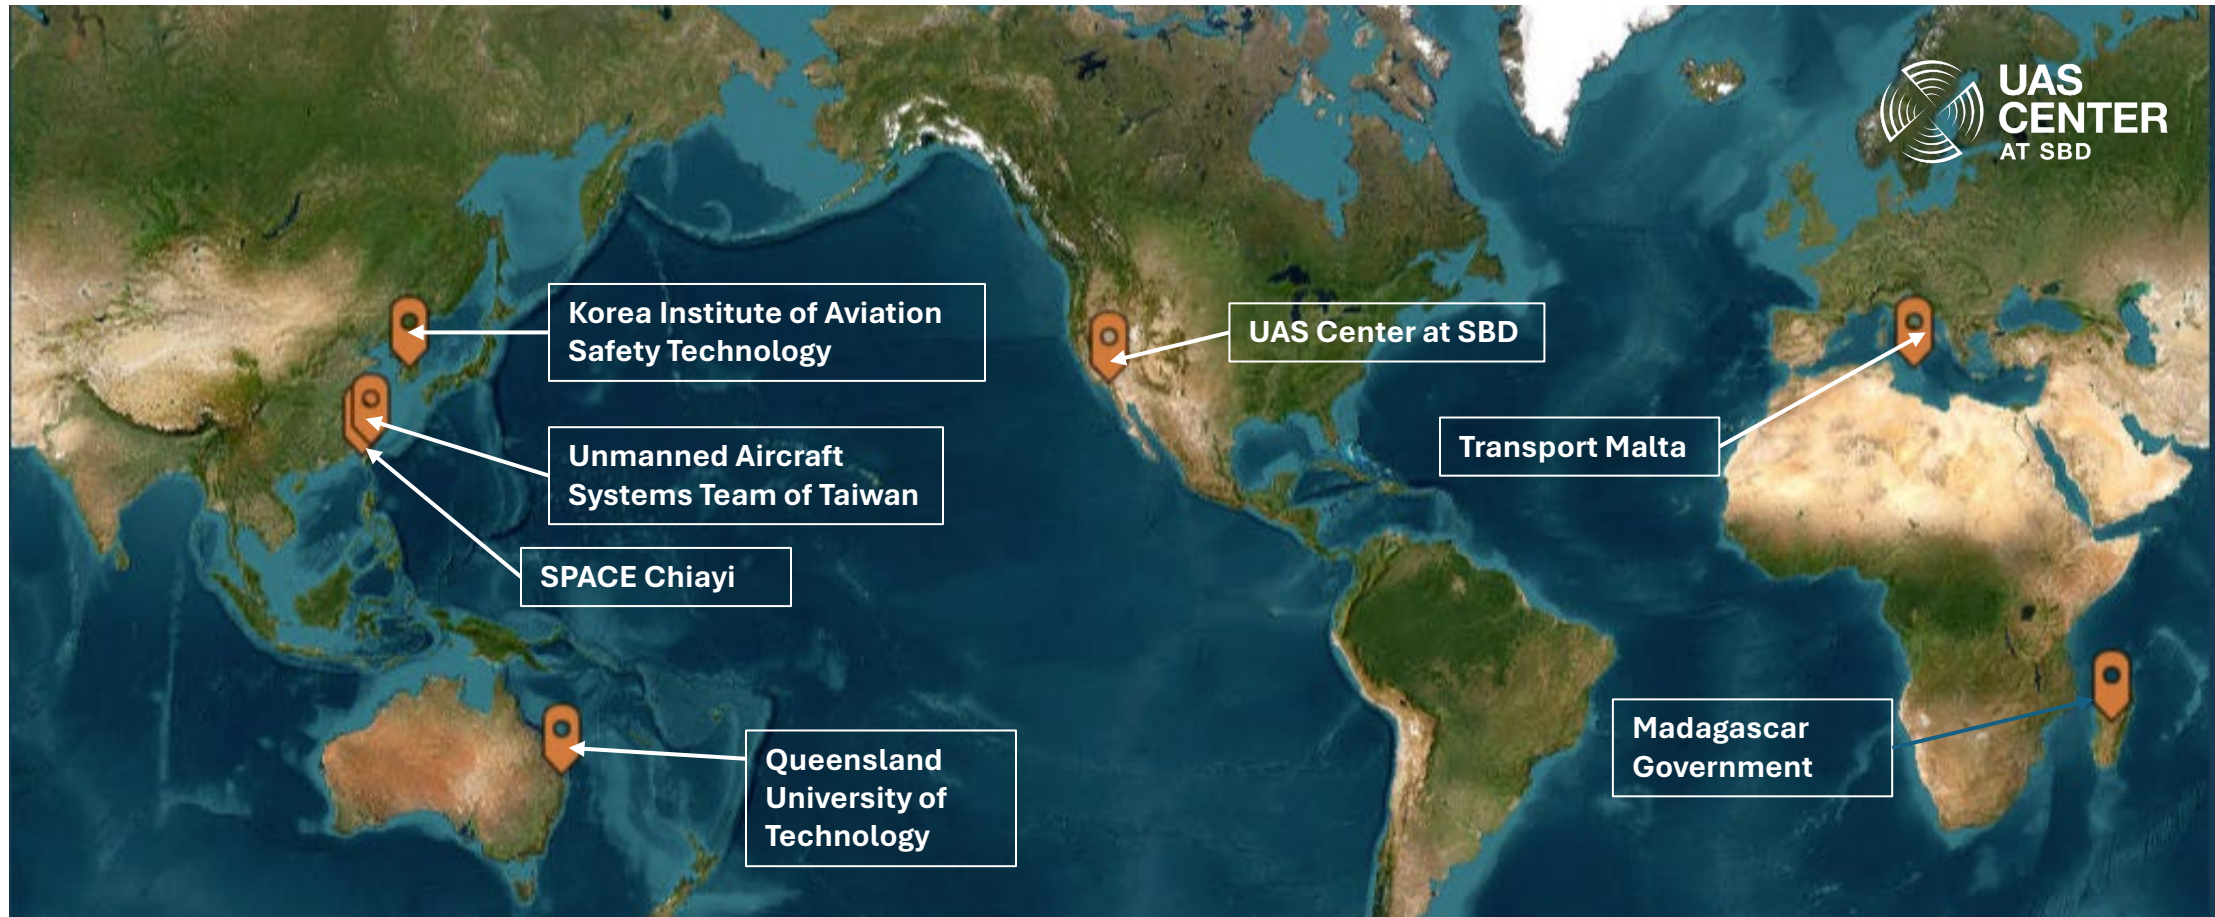 UAS
CENTER
AT SBD
Korea Institute of Aviation
Safety Technology
UAS Center at SBD
Transport Malta
Unmanned Aircraft
Systems Team of Taiwan
SPACE Chiayi
Madagascar
Government
Queensland
University of
Technology